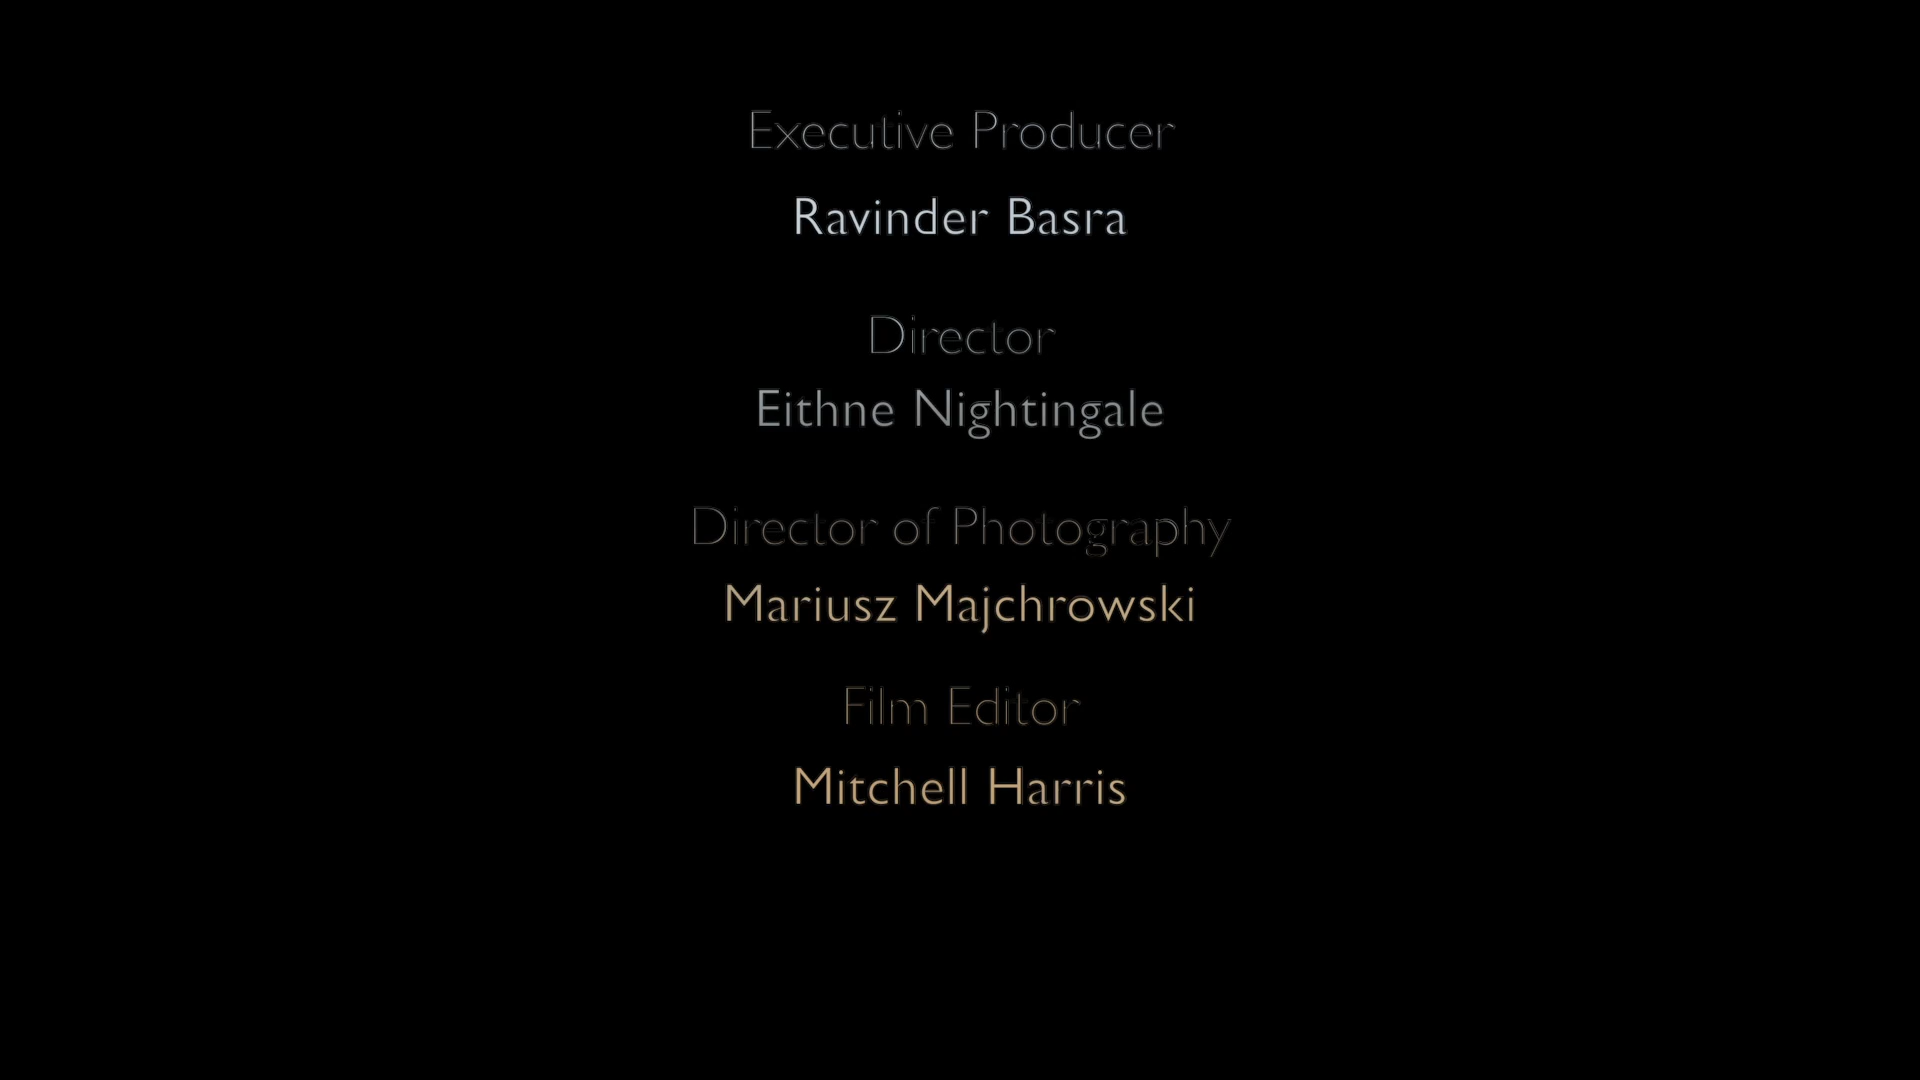 Executive Producer
Ravinder Basra
Director
Eithne Nightingale
Director of Photography
Mariusz Majchrowski
Film Editor
Mitchell Harris